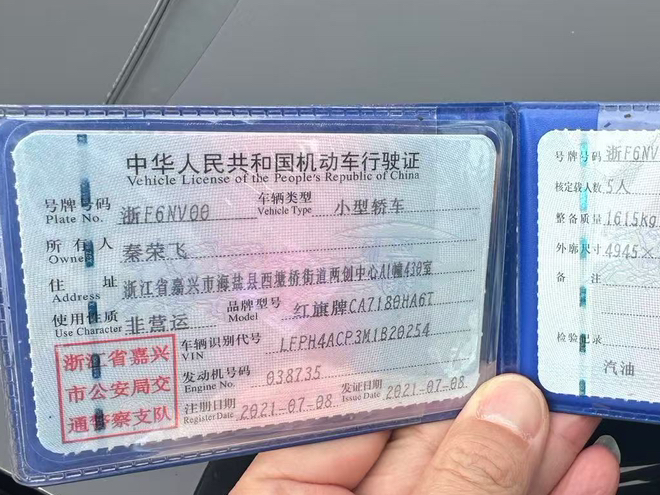 中华人民共和国机动车行驶证
Vehicle License of the People's Republic of China
号牌号码 浙F6NV00 车辆类型 小型轿车
Plate No. Vehicle Type
所有人 秦荣飞
Owner
住址 浙江省嘉兴市海盐县西塘桥街道两创中心A1幢430室
Address
使用性质 非营运 品牌型号 红旗牌CA7180HA6T
Use Character Model
浙江省嘉兴
市公安局交
通警察支队
车辆识别代号 LFPH4ACP3M1B20254
VIN
发动机号码 038735
Engine No.
注册日期 2021-07-08 发证日期 2021-07-08
Register Date Issue Date
号牌号码 浙F6NV
核定载人数 5人
整备质量 1615kg
外廓尺寸 4945×
备注
检验记录
汽油